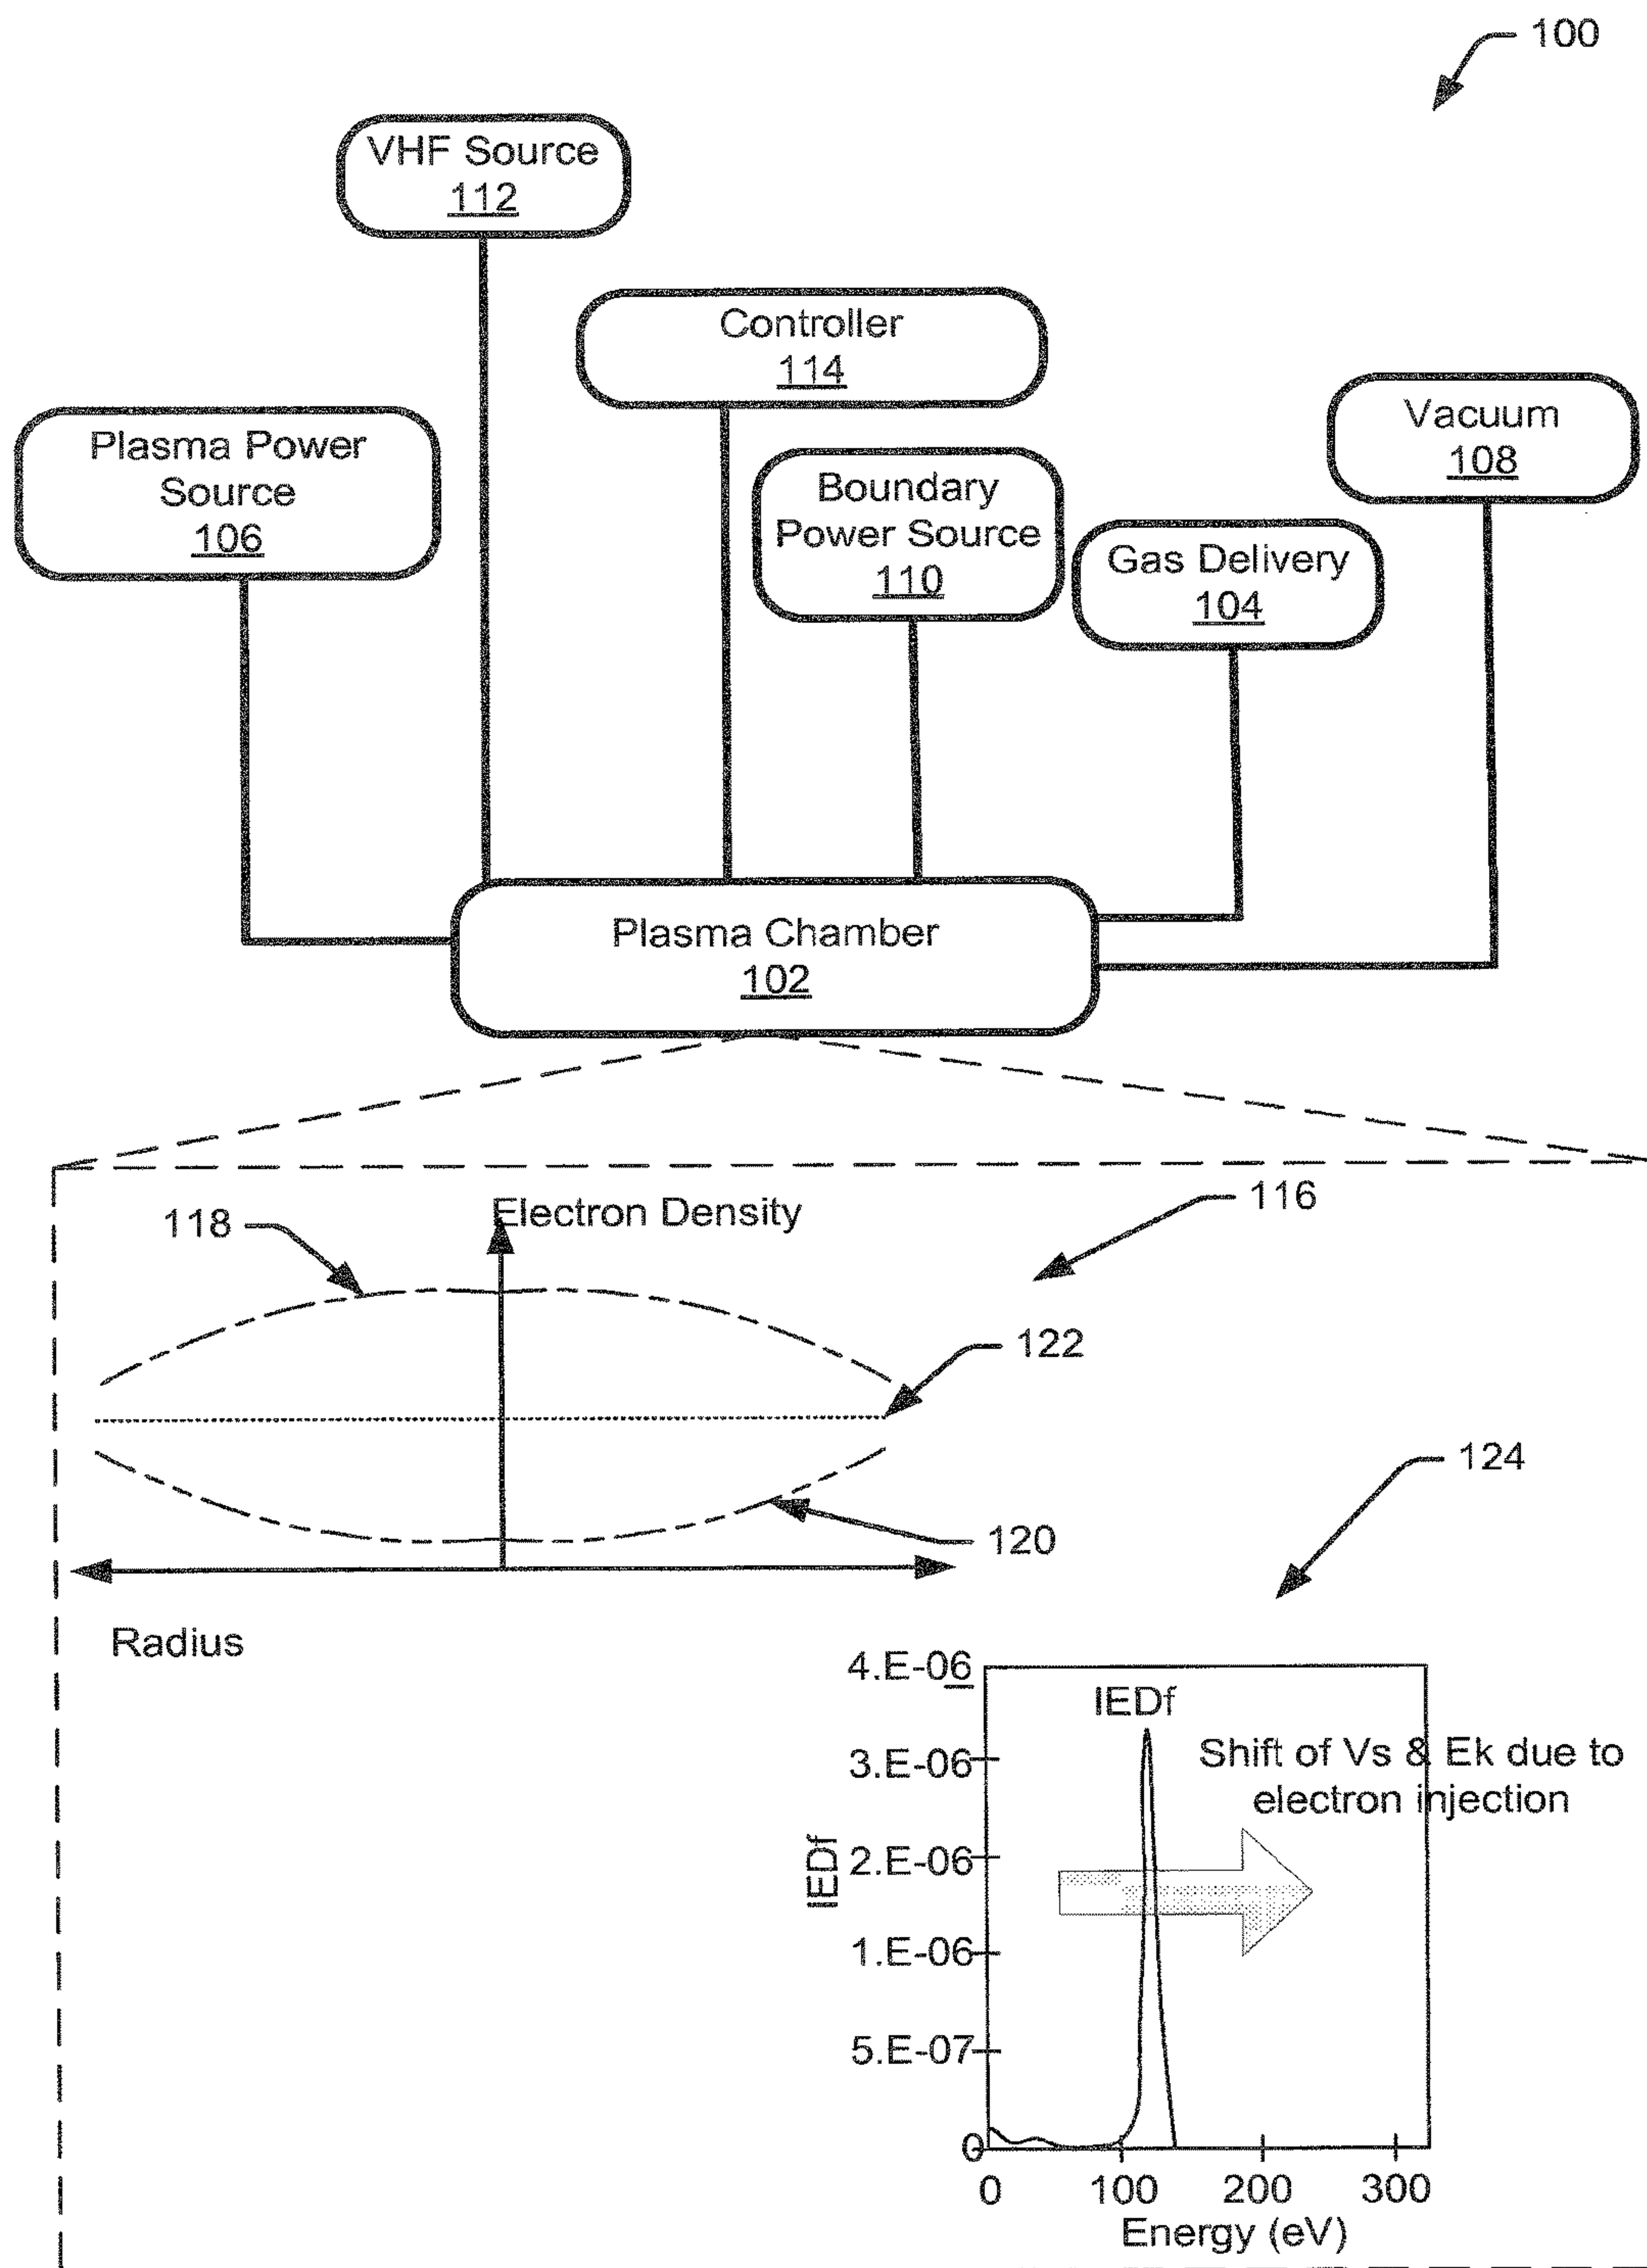 100
VHF Source
112
Controller
114
Vacuum
108
Plasma Power
Source
106
Boundary
Power Source
110
Gas Delivery
104
Plasma Chamber
102
116
118
Electron Density
122
124
120
Radius
4.E-06
IEDf
3.E-06
Shift of Vs & Ek due to
electron injection
IEDf
2.E-06
1.E-06
5.E-07
0
0 100 200 300
Energy (eV)